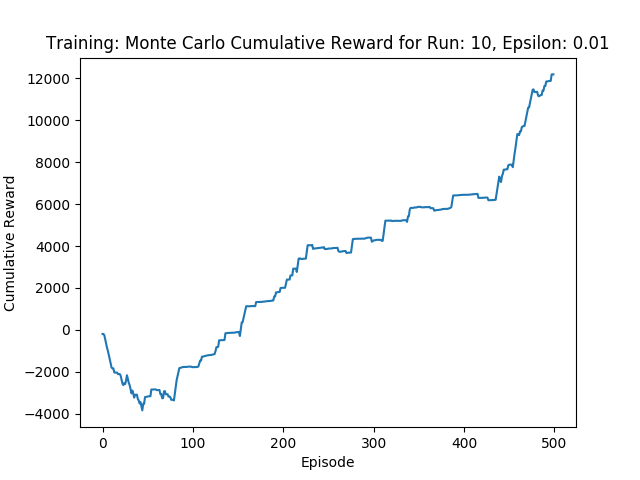 Training: Monte Carlo Cumulative Reward for Run: 10, Epsilon: 0.01
12000
10000
8000
6000
4000
2000
0
−2000
−4000
Cumulative Reward
0 100 200 300 400 500
Episode